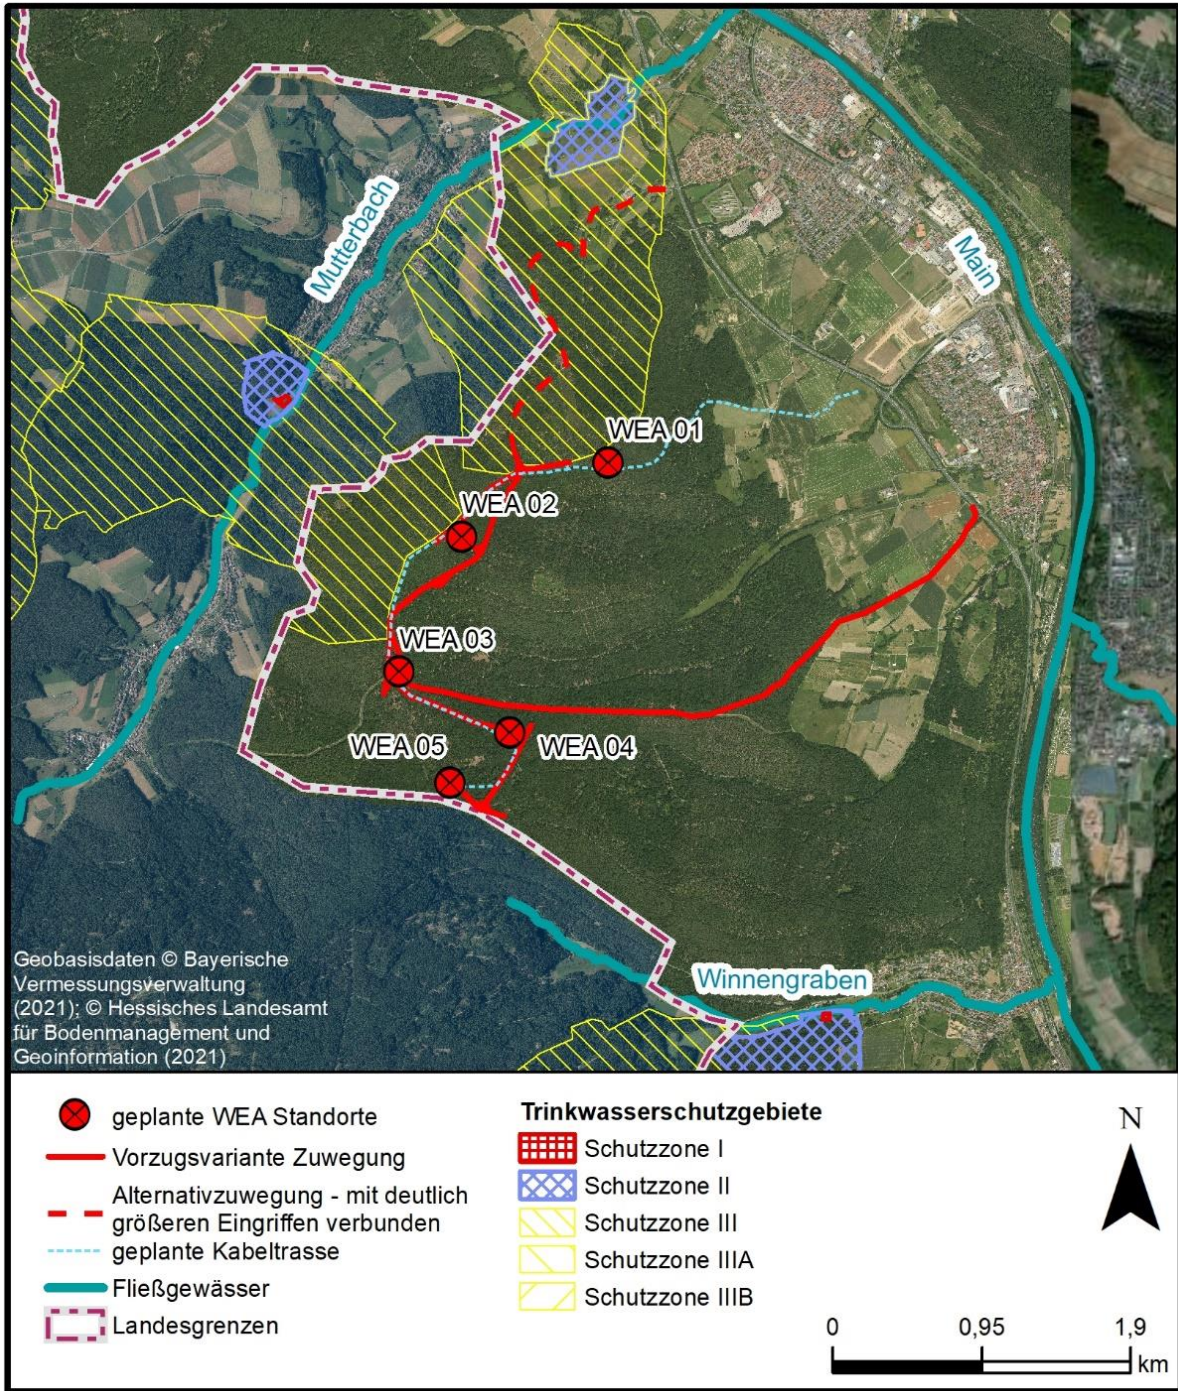 Mutterbach
Main
WEA 01
WEA 02
WEA 03
WEA 04
WEA 05
Winnengraben
Geobasisdaten © Bayerische
Vermessungsverwaltung
(2021); © Hessisches Landesamt
für Bodenmanagement und
Geoinformation (2021)
geplante WEA Standorte
Vorzugsvariante Zuwegung
Alternativzuwegung - mit deutlich
größeren Eingriffen verbunden
geplante Kabeltrasse
Fließgewässer
Landesgrenzen
Trinkwasserschutzgebiete
Schutzzone I
Schutzzone II
Schutzzone III
Schutzzone IIIA
Schutzzone IIIB
N
0 0,95 1,9
km